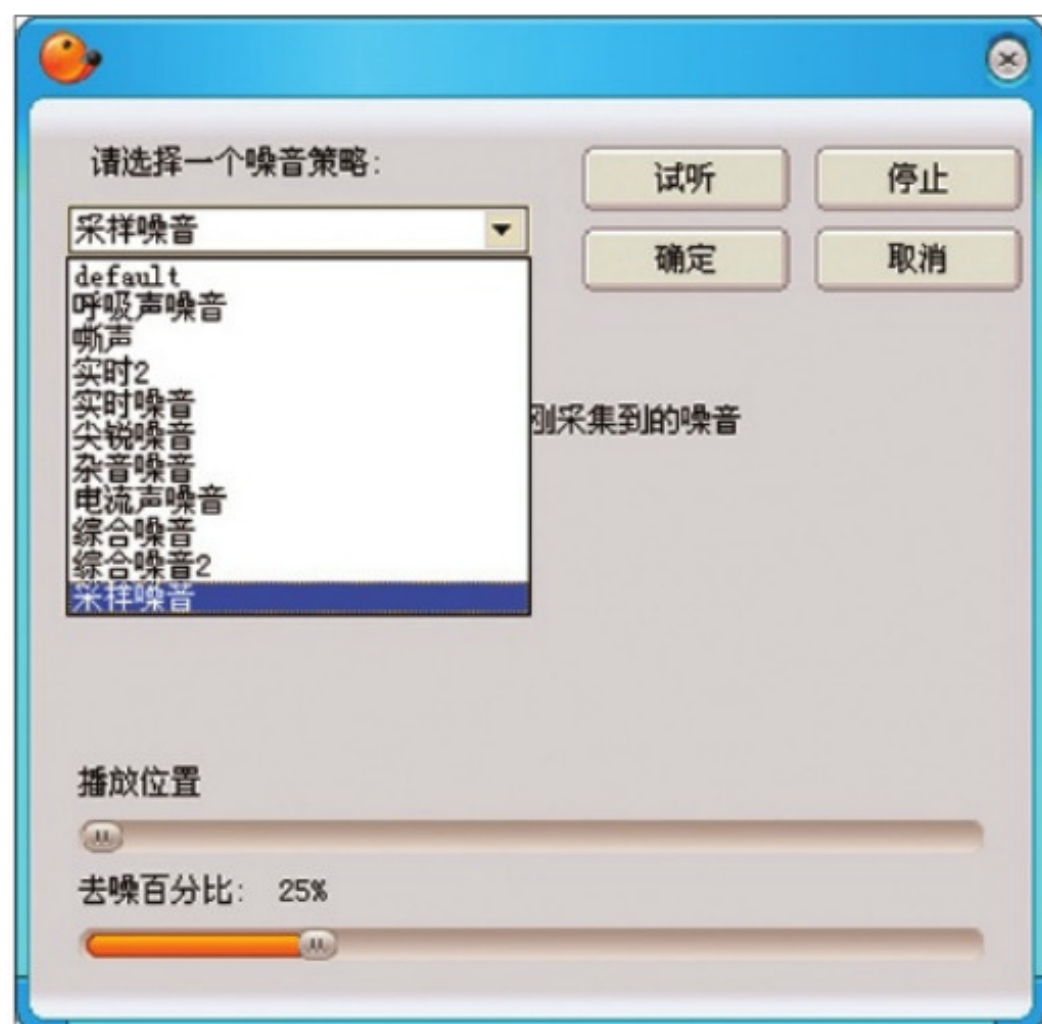 请选择一个噪音策略:
试听
停止
采样噪音
确定
取消
default
呼吸声噪音
嘶声
实时2
实时噪音
尖锐噪音
刚采集到的噪音
杂音噪音
电流声噪音
综合噪音
综合噪音2
采样噪音
播放位置
去噪百分比: 25%